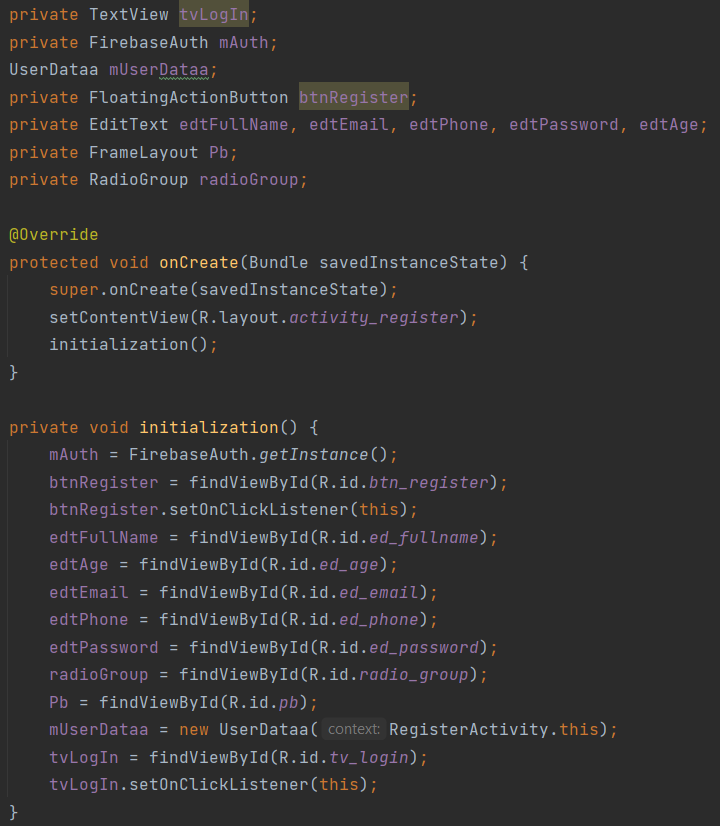 private TextView tvLogIn;
private FirebaseAuth mAuth;
UserDataa mUserDataa;
private FloatingActionButton btnRegister;
private EditText edtFullName, edtEmail, edtPhone, edtPassword, edtAge;
private FrameLayout Pb;
private RadioGroup radioGroup;
@Override
protected void onCreate(Bundle savedInstanceState) {
super.onCreate(savedInstanceState);
setContentView(R.layout.activity_register);
initialization();
}
private void initialization() {
mAuth = FirebaseAuth.getInstance();
btnRegister = findViewById(R.id.btn_register);
btnRegister.setOnClickListener(this);
edtFullName = findViewById(R.id.ed_fullname);
edtAge = findViewById(R.id.ed_age);
edtEmail = findViewById(R.id.ed_email);
edtPhone = findViewById(R.id.ed_phone);
edtPassword = findViewById(R.id.ed_password);
radioGroup = findViewById(R.id.radio_group);
Pb = findViewById(R.id.pb);
mUserDataa = new UserDataa( context: RegisterActivity.this);
tvLogIn = findViewById(R.id.tv_login);
tvLogIn.setOnClickListener(this);
}